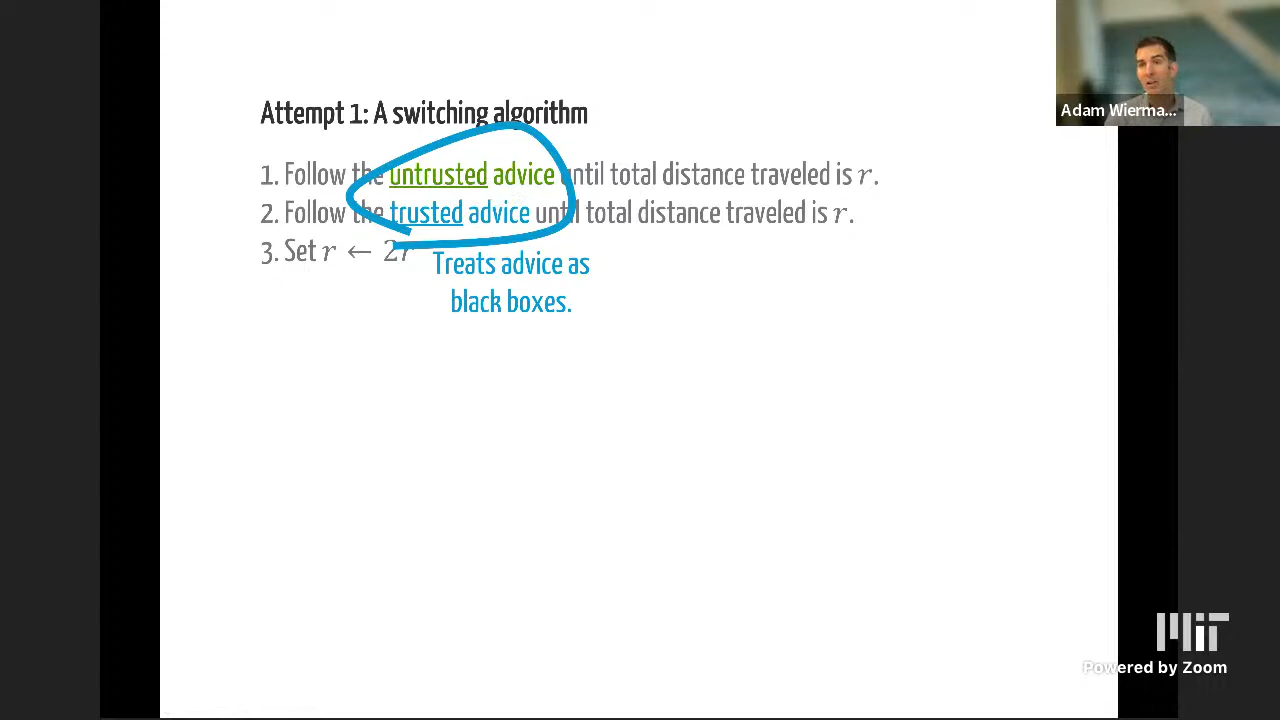 Attempt 1: A switching algorithm
1. Follow the untrusted advice until total distance traveled is r.
2. Follow the trusted advice until total distance traveled is r.
3. Set r ← 2r
Treats advice as
black boxes.
Adam Wierma...
MIT
Powered by Zoom